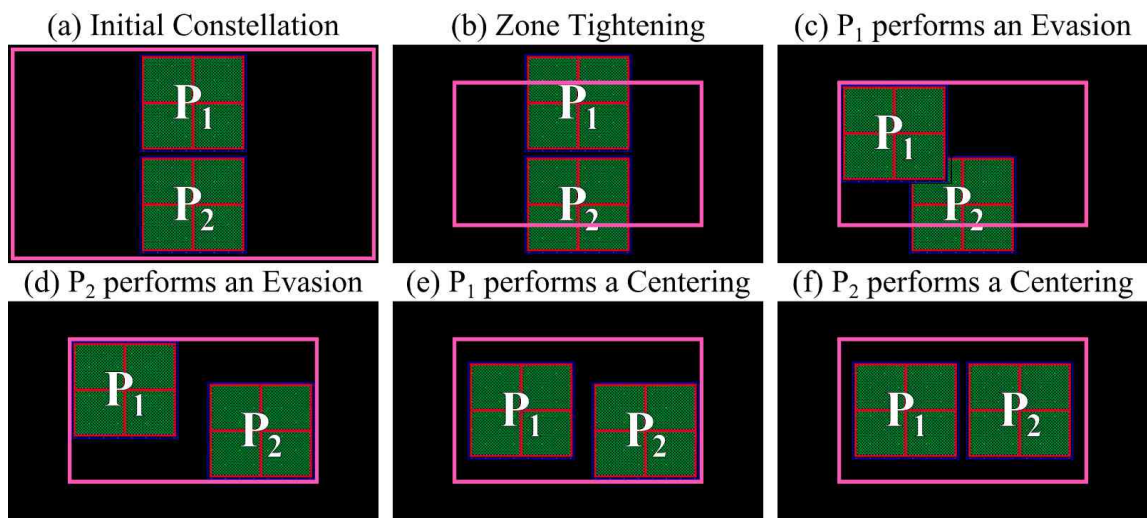 (a) Initial Constellation
(b) Zone Tightening
(c) P1 performs an Evasion
P1
P2
P1
P2
P1
P2
(d) P2 performs an Evasion
(e) P1 performs a Centering
(f) P2 performs a Centering
P1
P2
P1
P2
P1
P2